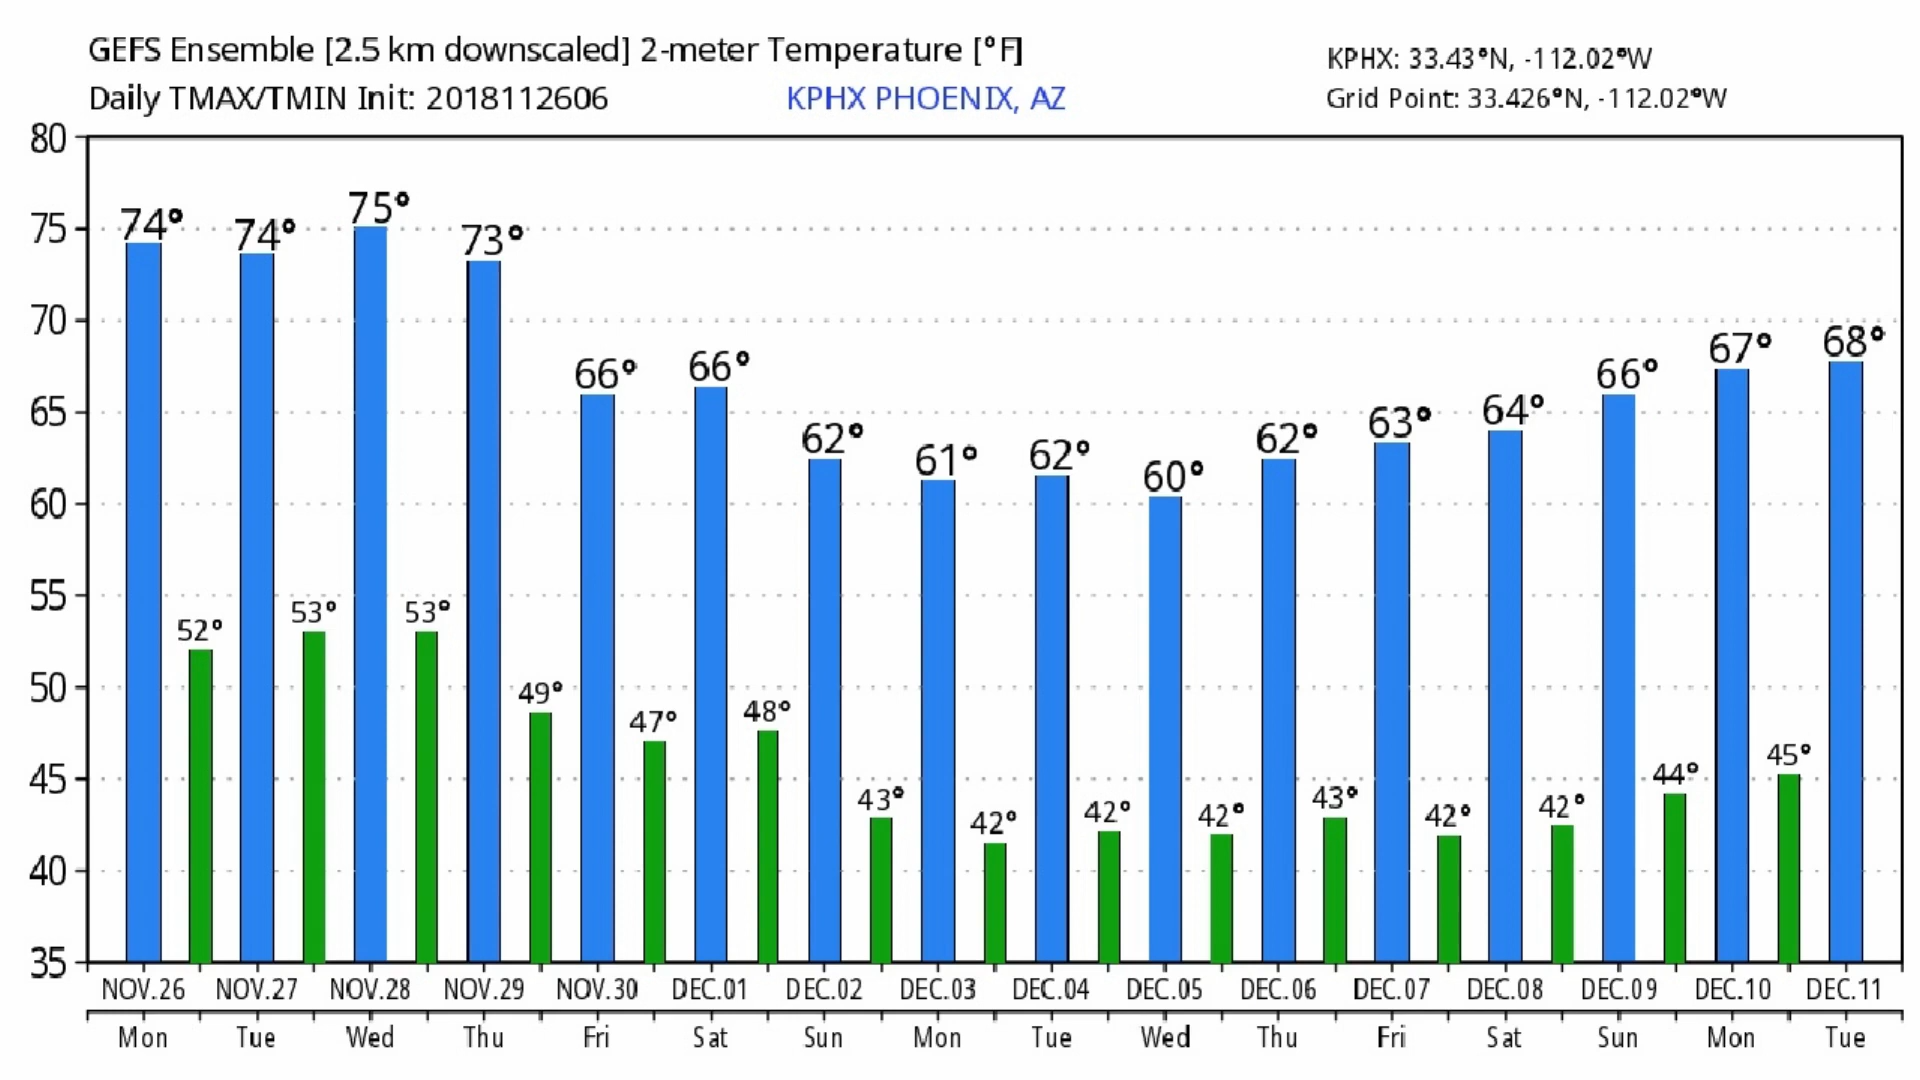 GEFS Ensemble [2.5 km downscaled] 2-meter Temperature [°F]
KPHX: 33.43°N, -112.02°W
Daily TMAX/TMIN Init: 2018112606
KPHX PHOENIX, AZ
Grid Point: 33.426°N, -112.02°W
80
75
70
65
60
55
50
45
40
35
74° 74° 75° 73° 66° 66° 62° 61° 62° 60° 62° 63° 64° 66° 67° 68°
52° 53° 53° 49° 47° 48° 43° 42° 42° 42° 43° 42° 42° 44° 45°
NOV.26 NOV.27 NOV.28 NOV.29 NOV.30 DEC.01 DEC.02 DEC.03 DEC.04 DEC.05 DEC.06 DEC.07 DEC.08 DEC.09 DEC.10 DEC.11
Mon Tue Wed Thu Fri Sat Sun Mon Tue Wed Thu Fri Sat Sun Mon Tue